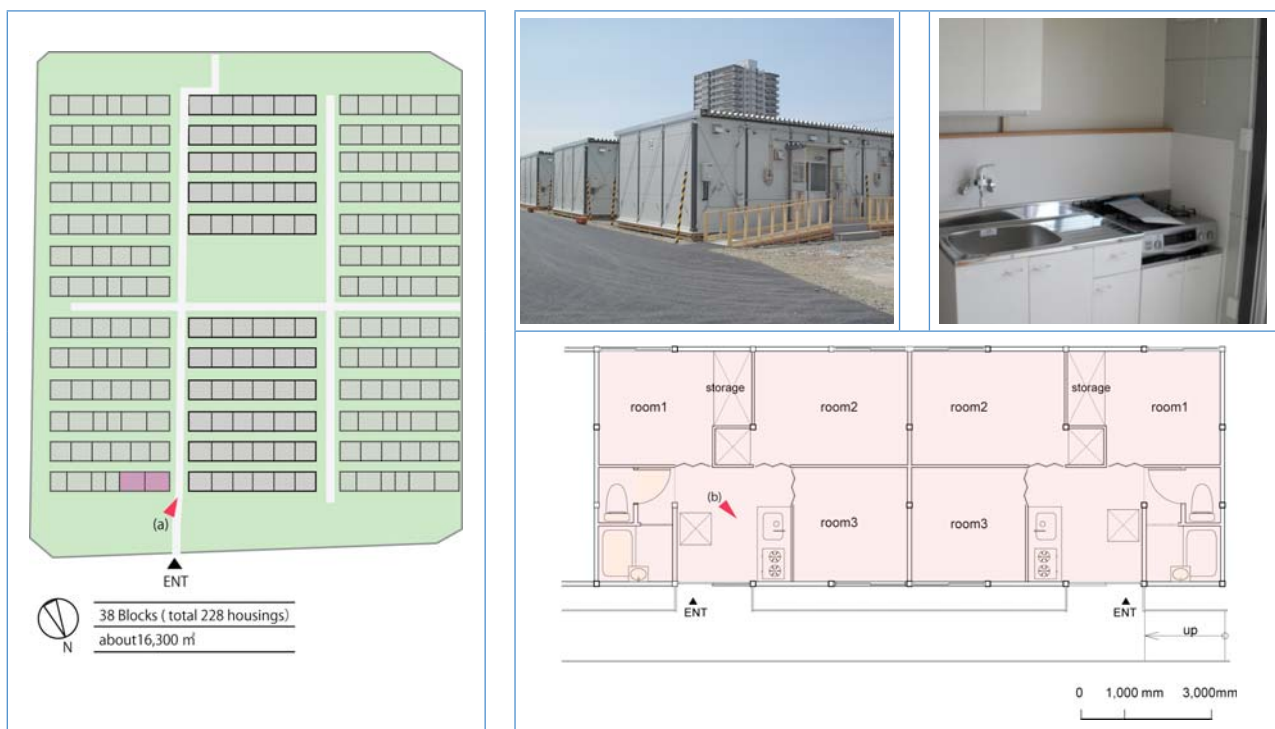 (a)
ENT
N
38 Blocks ( total 228 housings)
about16,300 ㎡
storage
storage
room1
room2
room2
room1
(b)
room3
room3
ENT
ENT
up
0 1,000 mm 3,000mm